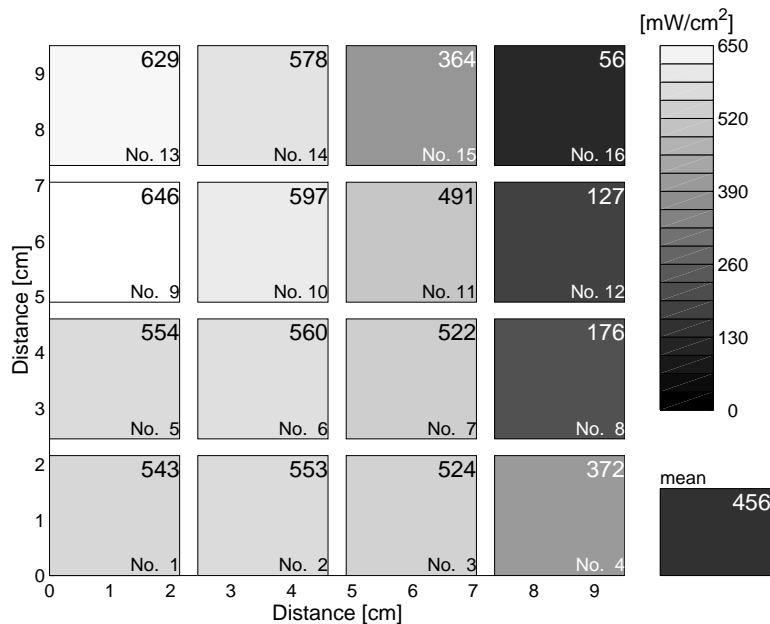 [mW/cm2]
9 629 578 364 56 650
8 520
No. 13 No. 14 No. 15 No. 16
7 646 597 491 127 390
6
5 No. 9 No. 10 No. 11 No. 12 260
Distance [cm]
4 554 560 522 176 130
3
No. 5 No. 6 No. 7 No. 8 0
2 543 553 524 372 mean
456
1
0 No. 1 No. 2 No. 3 No. 4
0 1 2 3 4 5 6 7 8 9
Distance [cm]